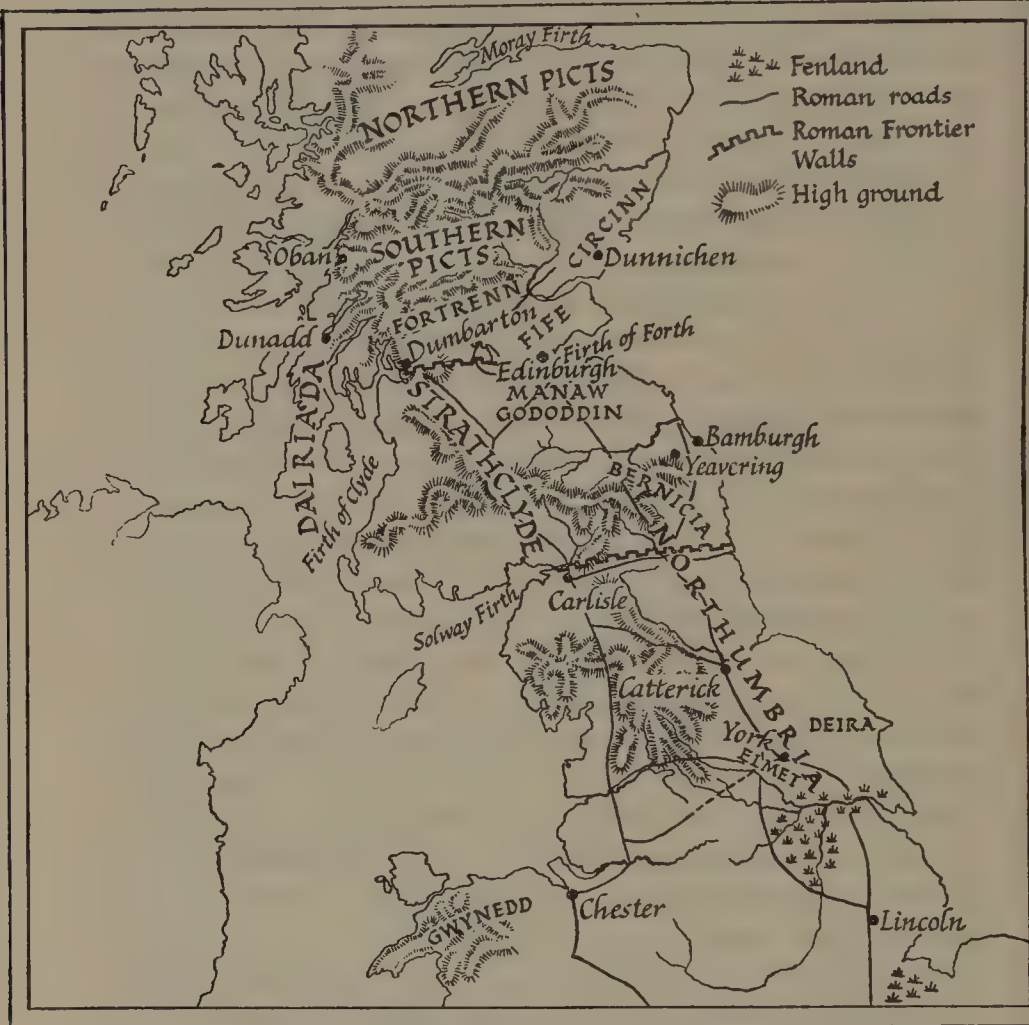 Moray Firth
NORTHERN PICTS
Fenland
Roman roads
Roman Frontier
Walls
High ground
CIRCINN
SOUTHERN
PICTS
Oban
Dunnichen
FORTRENN
Dunadd
Dumbarton
FIFE
Firth of Forth
Edinburgh
MANAW
GODODDIN
DALRIADA
STRATHCLYDE
Firth of Clyde
Bamburgh
Yeavering
BERNICIA
NORTHUMBRIA
Carlisle
Solway Firth
Catterick
DEIRA
York
ELMET
GWYNEDD
Chester
Lincoln